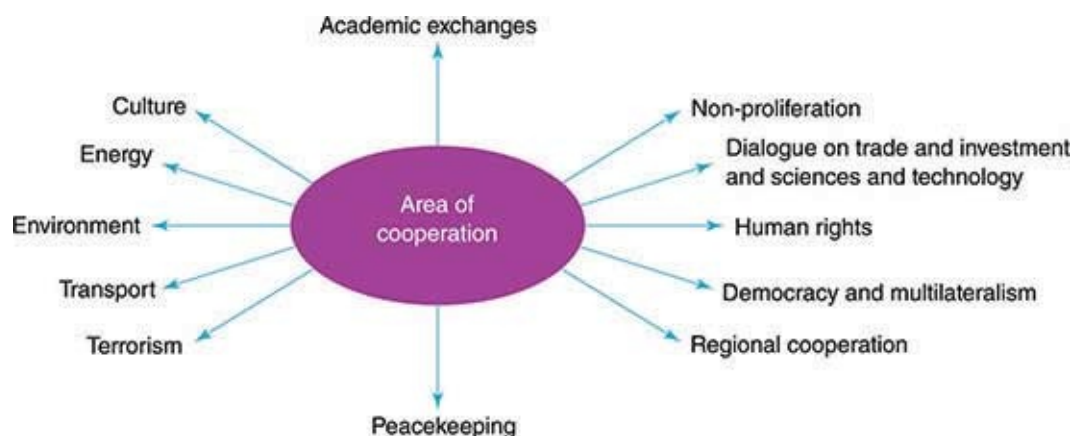 Academic exchanges
Culture
Non-proliferation
Energy
Dialogue on trade and investment
and sciences and technology
Area of
cooperation
Environment
Human rights
Transport
Democracy and multilateralism
Terrorism
Regional cooperation
Peacekeeping